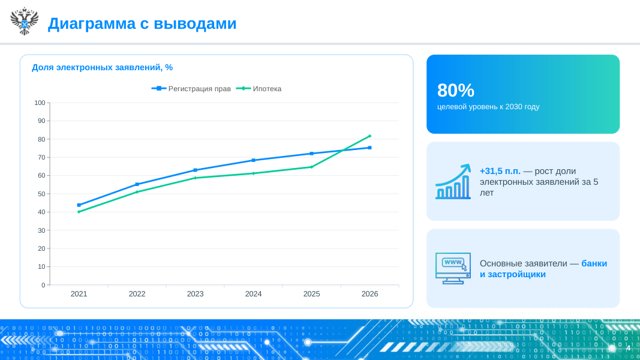 Диаграмма с выводами
Доля электронных заявлений, %
Регистрация прав
Ипотека
100
90
80
70
60
50
40
30
20
10
0
2021
2022
2023
2024
2025
2026
80%
целевой уровень к 2030 году
+31,5 п.п. — рост доли
электронных заявлений за 5
лет
www
Основные заявители — банки
и застройщики